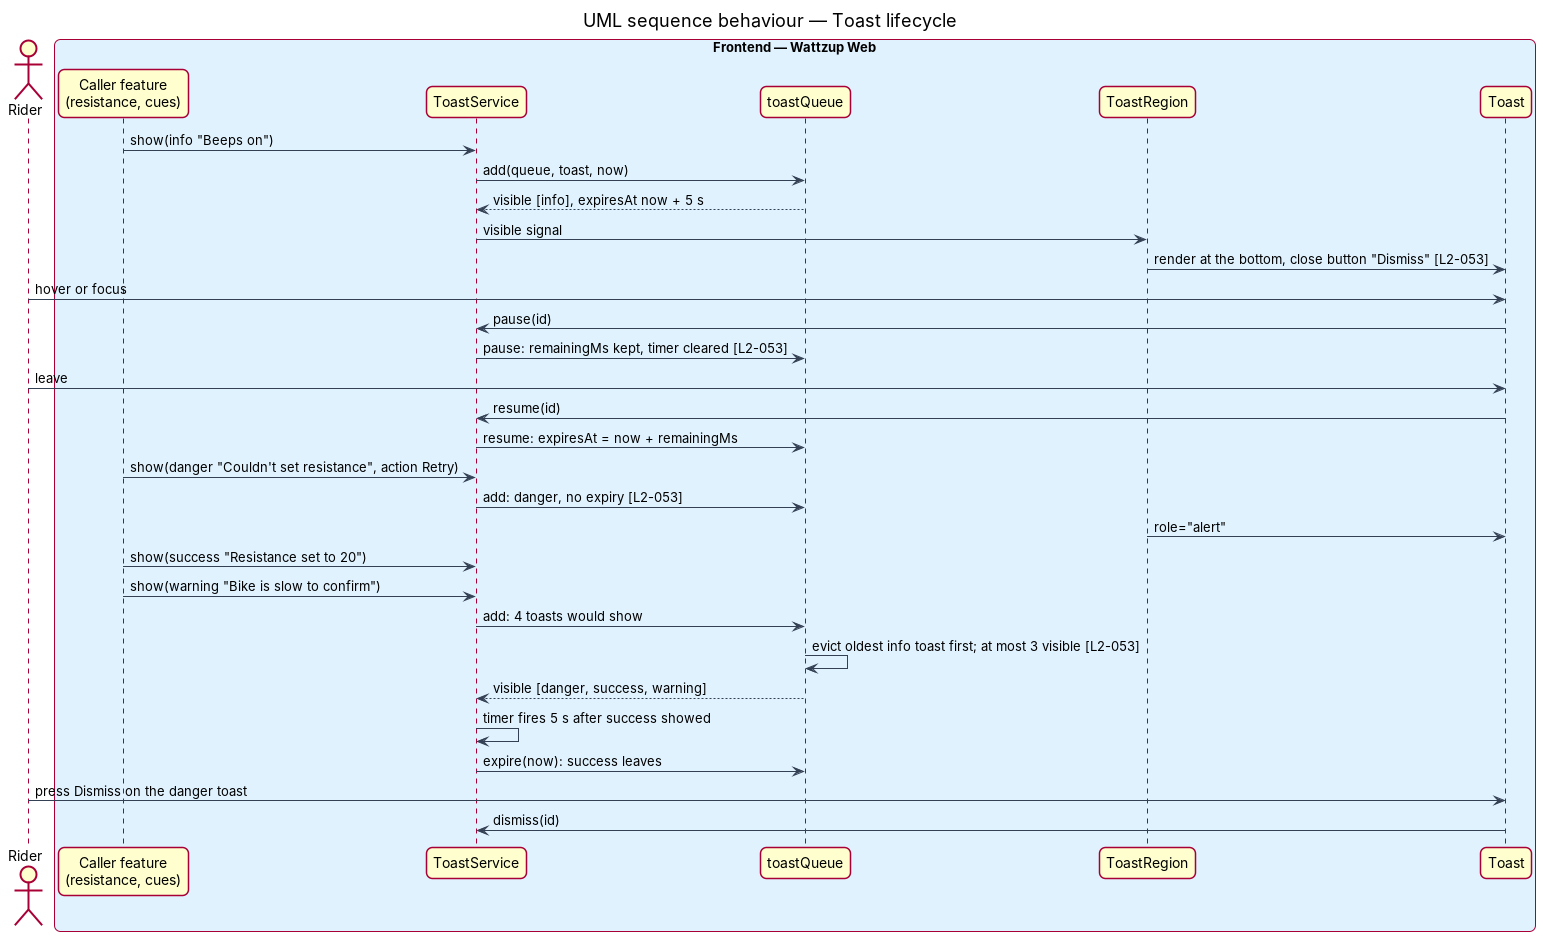 UML sequence behaviour — Toast lifecycle
Frontend — Wattzup Web
Rider
Caller feature
(resistance, cues)
ToastService
toastQueue
ToastRegion
Toast
show(info "Beeps on")
add(queue, toast, now)
visible [info], expiresAt now + 5 s
visible signal
render at the bottom, close button "Dismiss" [L2-053]
hover or focus
pause(id)
pause: remainingMs kept, timer cleared [L2-053]
leave
resume(id)
resume: expiresAt = now + remainingMs
show(danger "Couldn't set resistance", action Retry)
add: danger, no expiry [L2-053]
role="alert"
show(success "Resistance set to 20")
show(warning "Bike is slow to confirm")
add: 4 toasts would show
evict oldest info toast first; at most 3 visible [L2-053]
visible [danger, success, warning]
timer fires 5 s after success showed
expire(now): success leaves
press Dismiss on the danger toast
dismiss(id)
Rider
Caller feature
(resistance, cues)
ToastService
toastQueue
ToastRegion
Toast